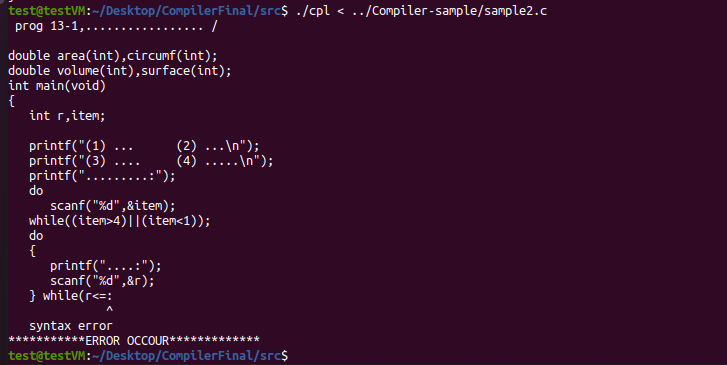 test@testVM:~/Desktop/CompilerFinal/src$ ./cpl < ../Compiler-sample/sample2.c
 prog 13-1,................. /

double area(int),circumf(int);
double volume(int),surface(int);
int main(void)
{
   int r,item;

   printf("(1) ...      (2) ...\n");
   printf("(3) ....     (4) .....\n");
   printf(".........:");
   do
      scanf("%d",&item);
   while((item>4)||(item<1));
   do
   {
      printf("....:");
      scanf("%d",&r);
   } while(r<=:
              ^
   syntax error
***********ERROR OCCOUR*************
test@testVM:~/Desktop/CompilerFinal/src$